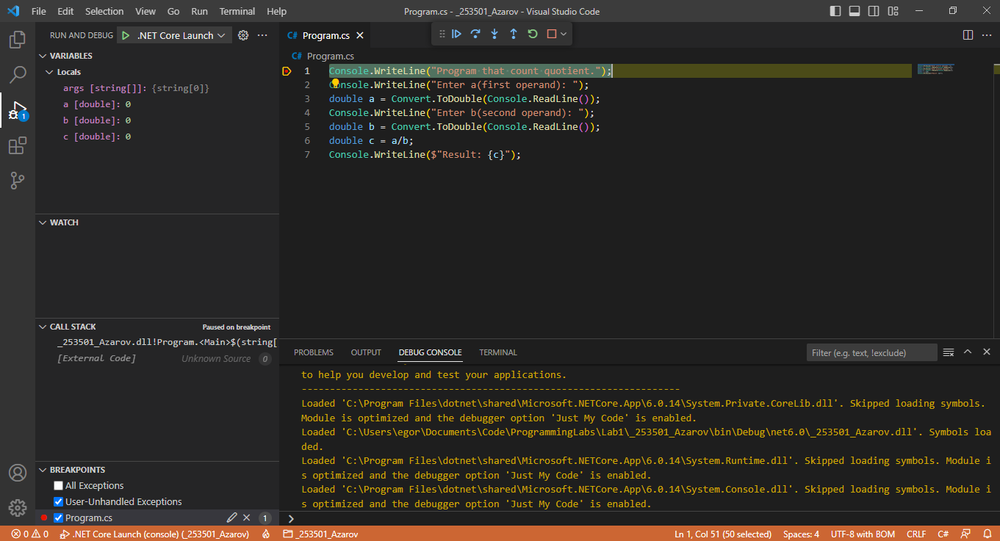 File Edit Selection View Go Run Terminal Help
Program.cs - _253501_Azarov - Visual Studio Code
RUN AND DEBUG .NET Core Launch
VARIABLES
Locals
args [string[]]: {string[0]}
a [double]: 0
b [double]: 0
c [double]: 0
WATCH
CALL STACK Paused on breakpoint
_253501_Azarov.dll!Program.<Main>$(string[
[External Code] Unknown Source 0
BREAKPOINTS
All Exceptions
User-Unhandled Exceptions
Program.cs 1
1
C# Program.cs
C# Program.cs
1 Console.WriteLine("Program·that·count·quotient.");
2 Console.WriteLine("Enter a(first operand): ");
3 double a = Convert.ToDouble(Console.ReadLine());
4 Console.WriteLine("Enter b(second operand): ");
5 double b = Convert.ToDouble(Console.ReadLine());
6 double c = a/b;
7 Console.WriteLine($"Result: {c}");
PROBLEMS OUTPUT DEBUG CONSOLE TERMINAL Filter (e.g. text, !exclude)
to help you develop and test your applications.
-------------------------------------------------------------------
Loaded 'C:\Program Files\dotnet\shared\Microsoft.NETCore.App\6.0.14\System.Private.CoreLib.dll'. Skipped loading symbols.
Module is optimized and the debugger option 'Just My Code' is enabled.
Loaded 'C:\Users\egor\Documents\Code\ProgrammingLabs\Lab1\_253501_Azarov\bin\Debug\net6.0\_253501_Azarov.dll'. Symbols loa
ded.
Loaded 'C:\Program Files\dotnet\shared\Microsoft.NETCore.App\6.0.14\System.Runtime.dll'. Skipped loading symbols. Module i
s optimized and the debugger option 'Just My Code' is enabled.
Loaded 'C:\Program Files\dotnet\shared\Microsoft.NETCore.App\6.0.14\System.Console.dll'. Skipped loading symbols. Module i
s optimized and the debugger option 'Just My Code' is enabled.
0 0 .NET Core Launch (console) (_253501_Azarov) _253501_Azarov Ln 1, Col 51 (50 selected) Spaces: 4 UTF-8 with BOM CRLF C#